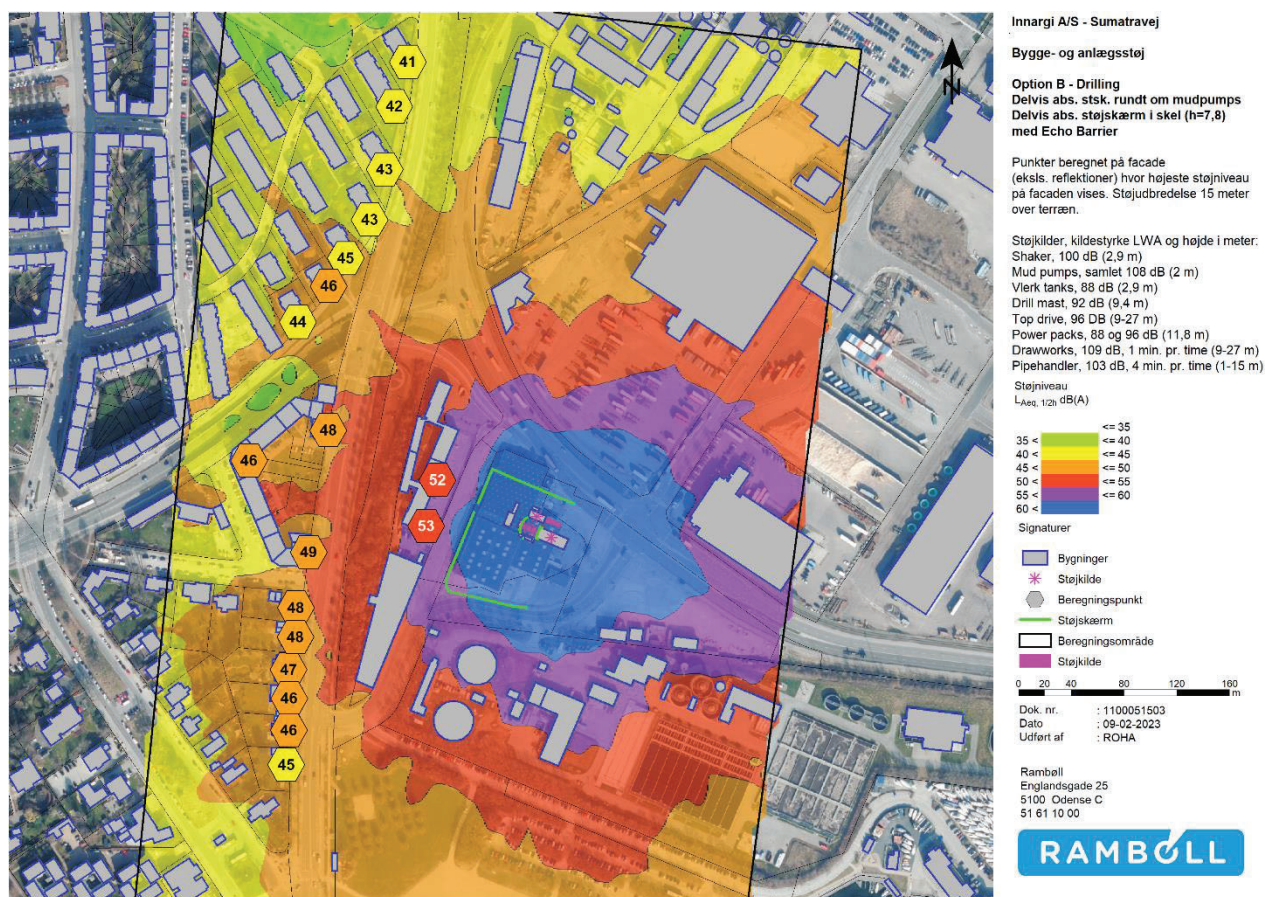 41
42
43
43
45
46
44
48
46
52
53
49
48
48
47
46
46
45
Innargi A/S - Sumatravej
Bygge- og anlægsstøj
Option B - Drilling
Delvis abs. stsk. rundt om mudpumps
Delvis abs. støjskærm i skel (h=7,8)
med Echo Barrier
Punkter beregnet på facade
(eksls. reflektioner) hvor højeste støjniveau
på facaden vises. Støjudbredelse 15 meter
over terræn.
Støjkilder, kildestyrke LWA og højde i meter:
Shaker, 100 dB (2,9 m)
Mud pumps, samlet 108 dB (2 m)
Vlerk tanks, 88 dB (2,9 m)
Drill mast, 92 dB (9,4 m)
Top drive, 96 DB (9-27 m)
Power packs, 88 og 96 dB (11,8 m)
Drawworks, 109 dB, 1 min. pr. time (9-27 m)
Pipehandler, 103 dB, 4 min. pr. time (1-15 m)
Støjniveau
LAeq, 1/2h dB(A)
<= 35
35 < <= 40
40 < <= 45
45 < <= 50
50 < <= 55
55 < <= 60
60 <
Signaturer
Bygninger
Støjkilde
Beregningspunkt
Støjskærm
Beregningsområde
Støjkilde
0 20 40 80 120 160
m
Dok. nr. : 1100051503
Dato : 09-02-2023
Udført af : ROHA
Rambøll
Englandsgade 25
5100 Odense C
51 61 10 00
RAMBOLL
N